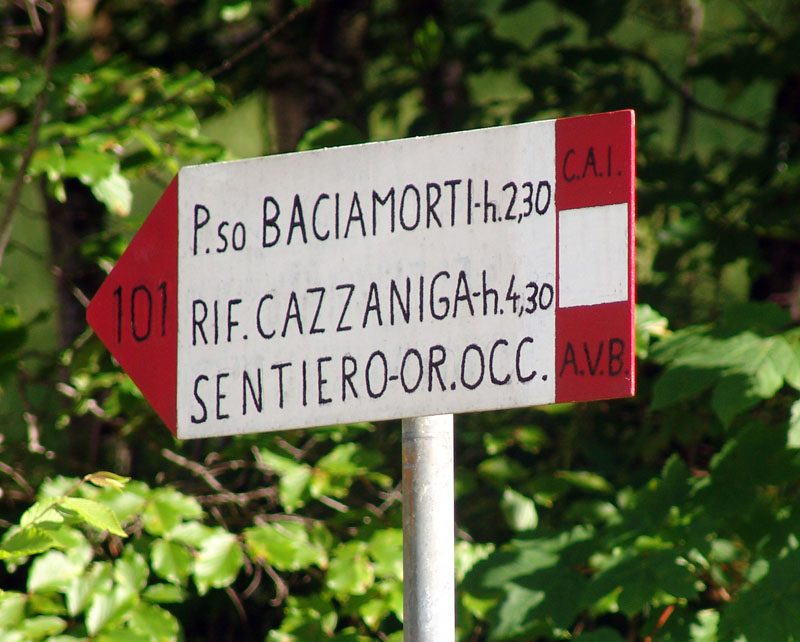 101
P.so BACIAMORTI-h.2,30
RIF. CAZZANIGA-h.4,30
SENTIERO-OR.OCC.
C.A.I.
A.V.B.